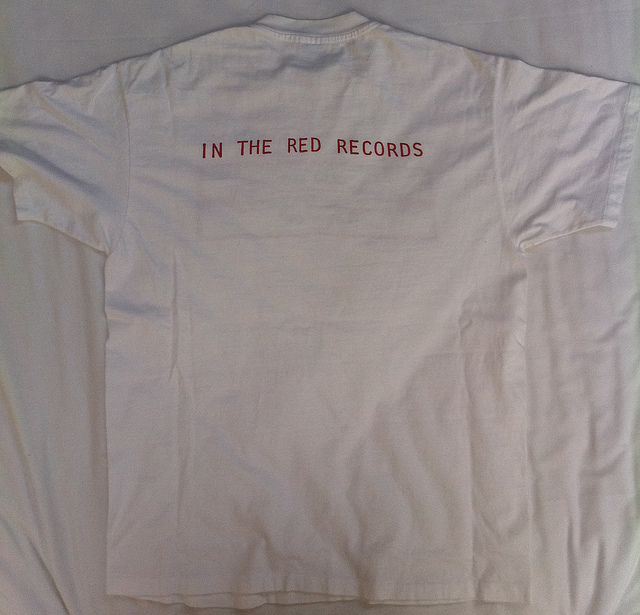 IN THE RED RECORDS